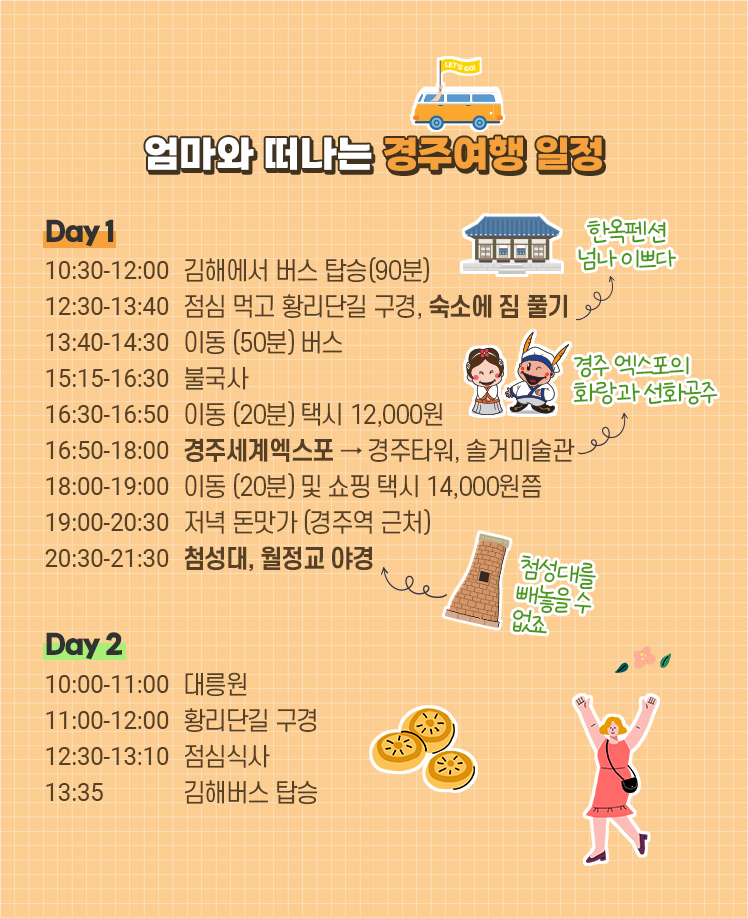 LET'S GO!
엄마와 떠나는 경주여행 일정
Day 1
10:30-12:00 김해에서 버스 탑승(90분)
12:30-13:40 점심 먹고 황리단길 구경, 숙소에 짐 풀기
13:40-14:30 이동 (50분) 버스
15:15-16:30 불국사
16:30-16:50 이동 (20분) 택시 12,000원
16:50-18:00 경주세계엑스포 → 경주타워, 솔거미술관
18:00-19:00 이동 (20분) 및 쇼핑 택시 14,000원쯤
19:00-20:30 저녁 돈맛가 (경주역 근처)
20:30-21:30 첨성대, 월정교 야경
한옥펜션
넘나 이쁘다
경주 엑스포의
화랑과 선화공주
첨성대를
빼놓을 수
없죠
Day 2
10:00-11:00 대릉원
11:00-12:00 황리단길 구경
12:30-13:10 점심식사
13:35 김해버스 탑승